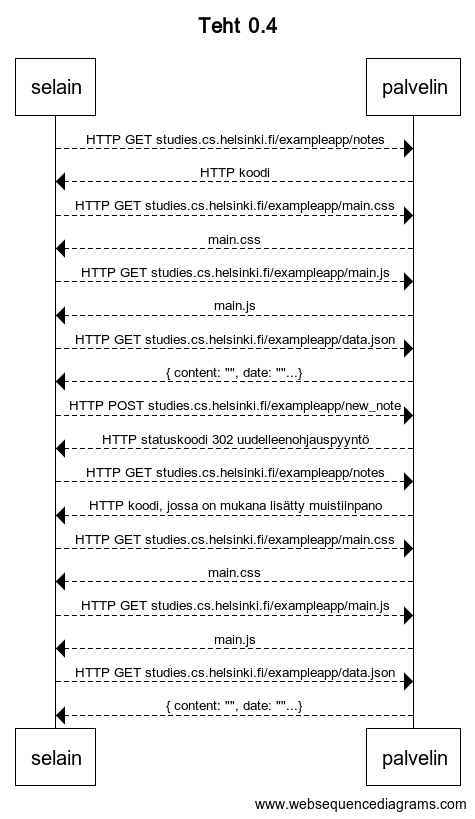 Teht 0.4
selain palvelin
HTTP GET studies.cs.helsinki.fi/exampleapp/notes
HTTP koodi
HTTP GET studies.cs.helsinki.fi/exampleapp/main.css
main.css
HTTP GET studies.cs.helsinki.fi/exampleapp/main.js
main.js
HTTP GET studies.cs.helsinki.fi/exampleapp/data.json
{ content: "", date: ""...}
HTTP POST studies.cs.helsinki.fi/exampleapp/new_note
HTTP statuskoodi 302 uudelleenohjauspyyntö
HTTP GET studies.cs.helsinki.fi/exampleapp/notes
HTTP koodi, jossa on mukana lisätty muistiinpano
HTTP GET studies.cs.helsinki.fi/exampleapp/main.css
main.css
HTTP GET studies.cs.helsinki.fi/exampleapp/main.js
main.js
HTTP GET studies.cs.helsinki.fi/exampleapp/data.json
{ content: "", date: ""...}
selain palvelin
www.websequencediagrams.com